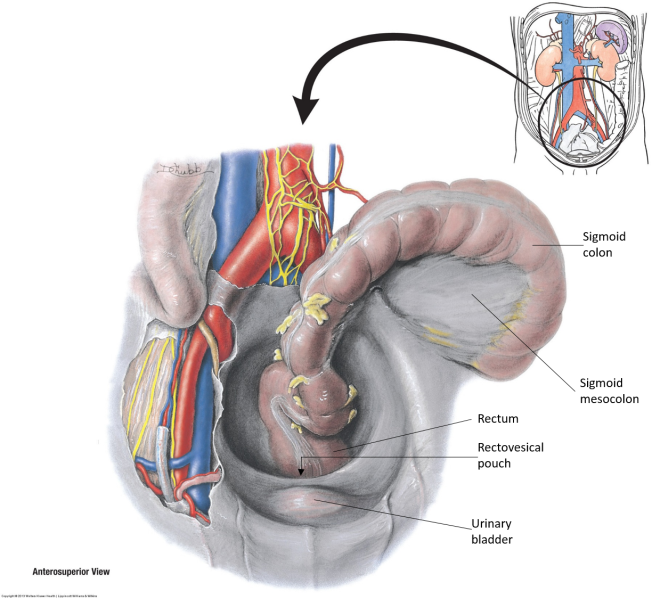 Sigmoid
colon
Sigmoid
mesocolon
Rectum
Rectovesical
pouch
Urinary
bladder
Anterosuperior View